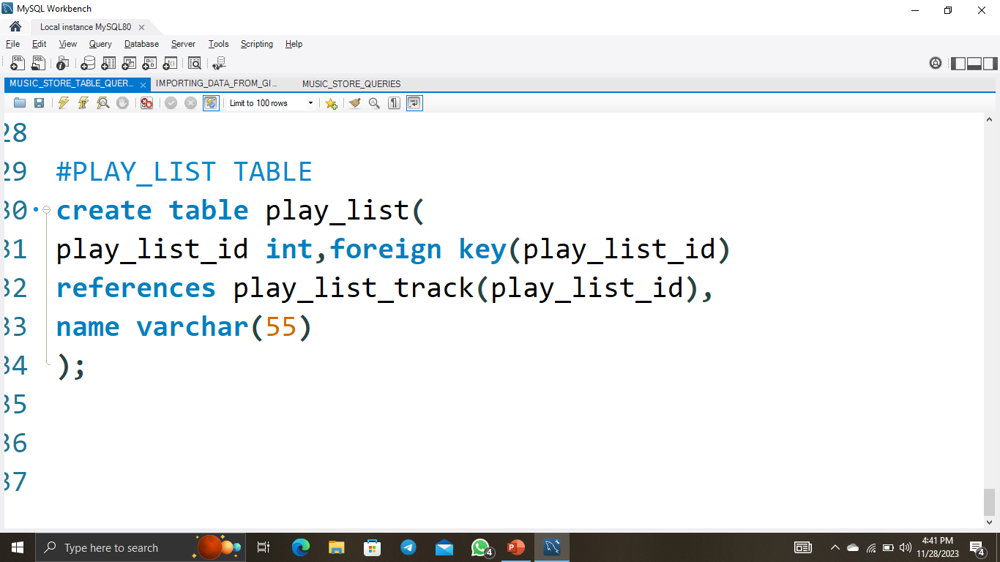 MySQL Workbench
Local instance MySQL80
File Edit View Query Database Server Tools Scripting Help
MUSIC_STORE_TABLE_QUER... IMPORTING_DATA_FROM_GI... MUSIC_STORE_QUERIES
Limit to 100 rows
28
29 #PLAY_LIST TABLE
30 create table play_list(
31 play_list_id int,foreign key(play_list_id)
32 references play_list_track(play_list_id),
33 name varchar(55)
34 );
35
36
37
Type here to search
4
4:41 PM
11/28/2023
4